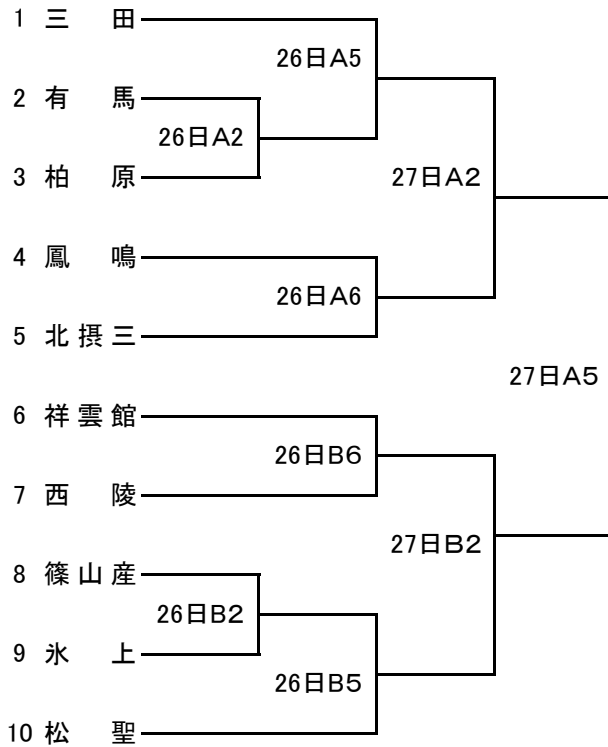 1 三 田
26日A5
2 有 馬
26日A2
3 柏 原
27日A2
4 鳳 鳴
26日A6
5 北摂三
27日A5
6 祥雲館
26日B6
7 西 陵
27日B2
8 篠山産
26日B2
9 氷 上
26日B5
10 松 聖